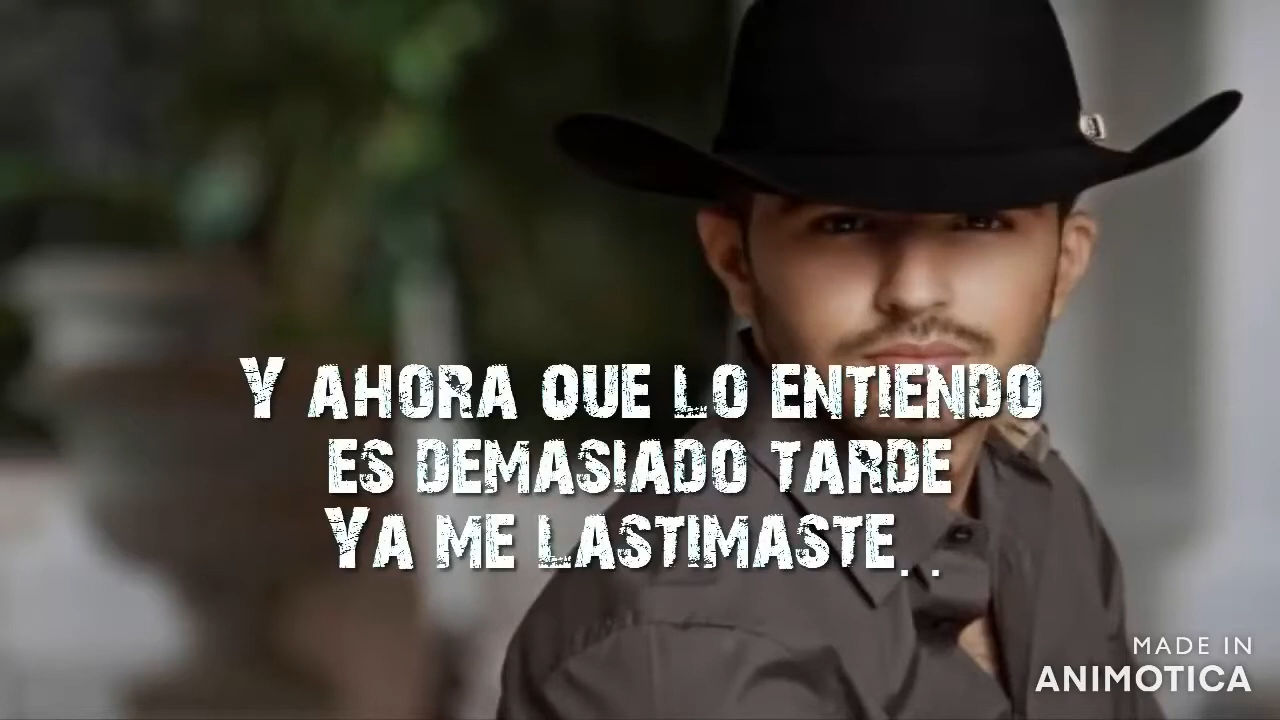 Y AHORA QUE LO ENTIENDO
ES DEMASIADO TARDE
YA ME LASTIMASTE. .
MADE IN
ANIMOTICA